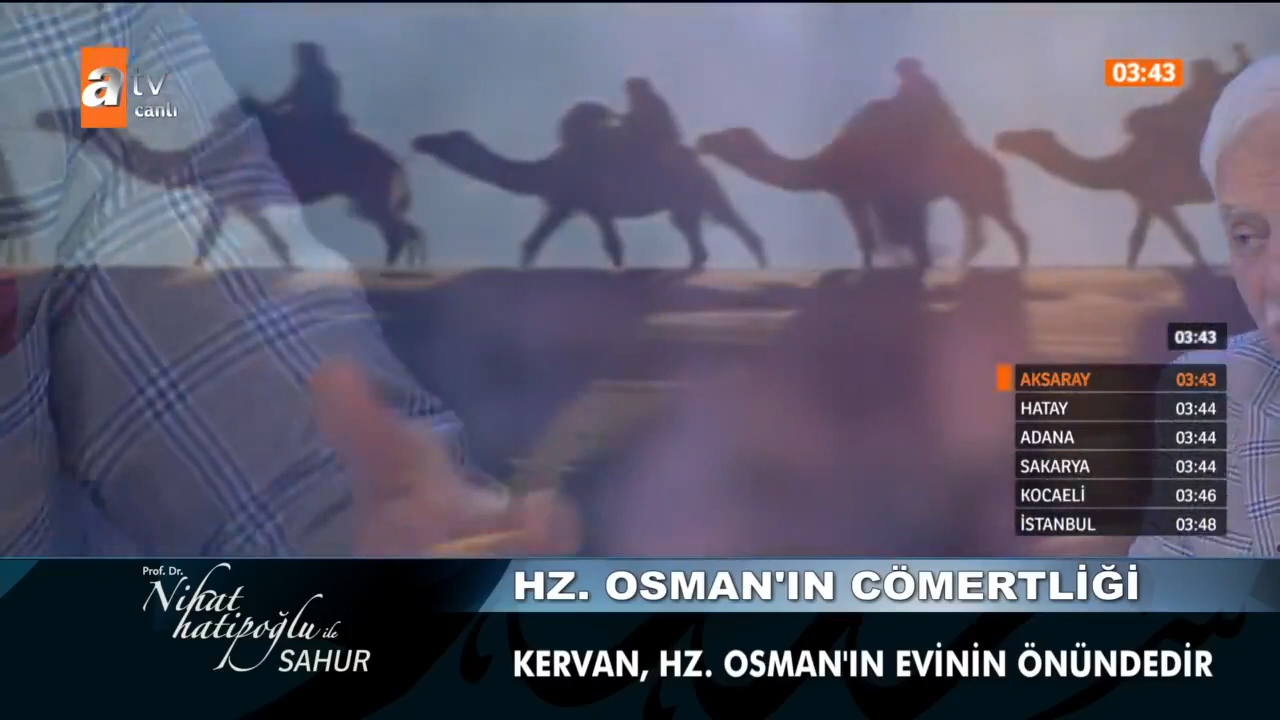 atv
canlı
03:43
03:43
AKSARAY 03:43
HATAY 03:44
ADANA 03:44
SAKARYA 03:44
KOCAELİ 03:46
İSTANBUL 03:48
Prof. Dr.
Nihat
hatipoğlu ile
SAHUR
HZ. OSMAN'IN CÖMERTLİĞİ
KERVAN, HZ. OSMAN'IN EVİNİN ÖNÜNDEDİR